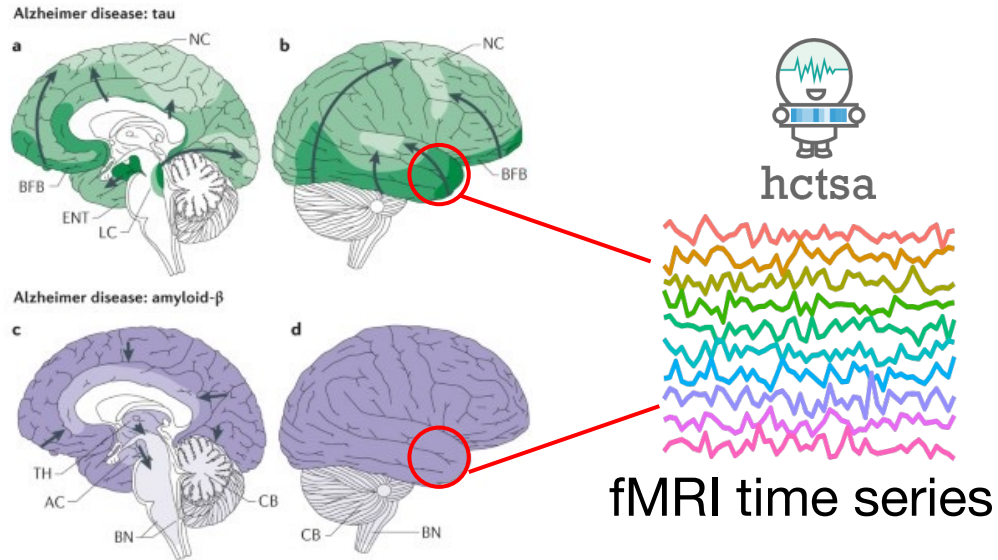 Alzheimer disease: tau
a
NC
b
NC
BFB
ENT
LC
BFB
hctsa
Alzheimer disease: amyloid-β
c
d
TH
AC
BN
CB
CB
BN
fMRI time series